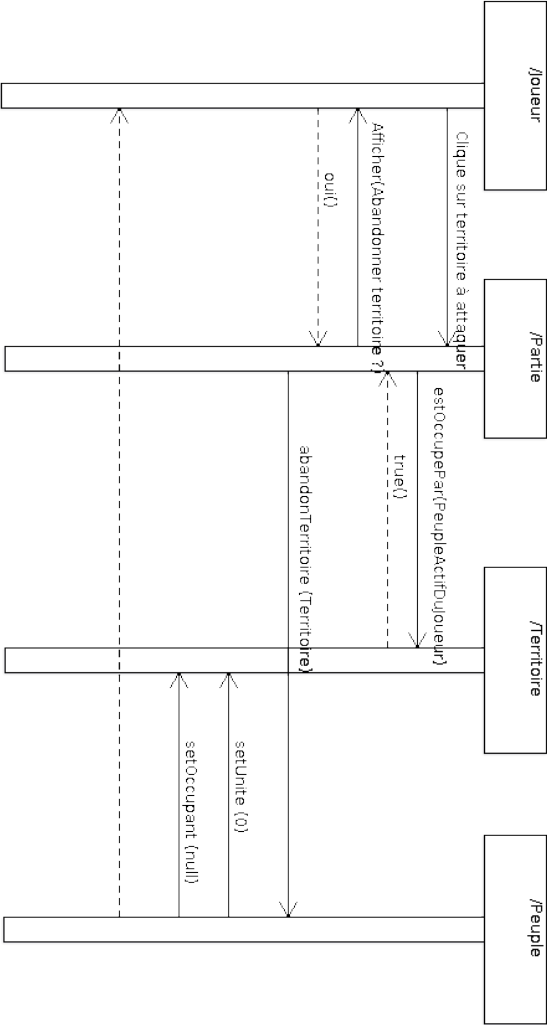 /Joueur
/Partie
/Territoire
/Peuple
Clique sur territoire à attaquer
estOccupePar(PeupleActifDuJoueur)
true()
Afficher(Abandonner territoire ?)
oui()
abandonTerritoire (Territoire)
setUnite (0)
setOccupant (null)